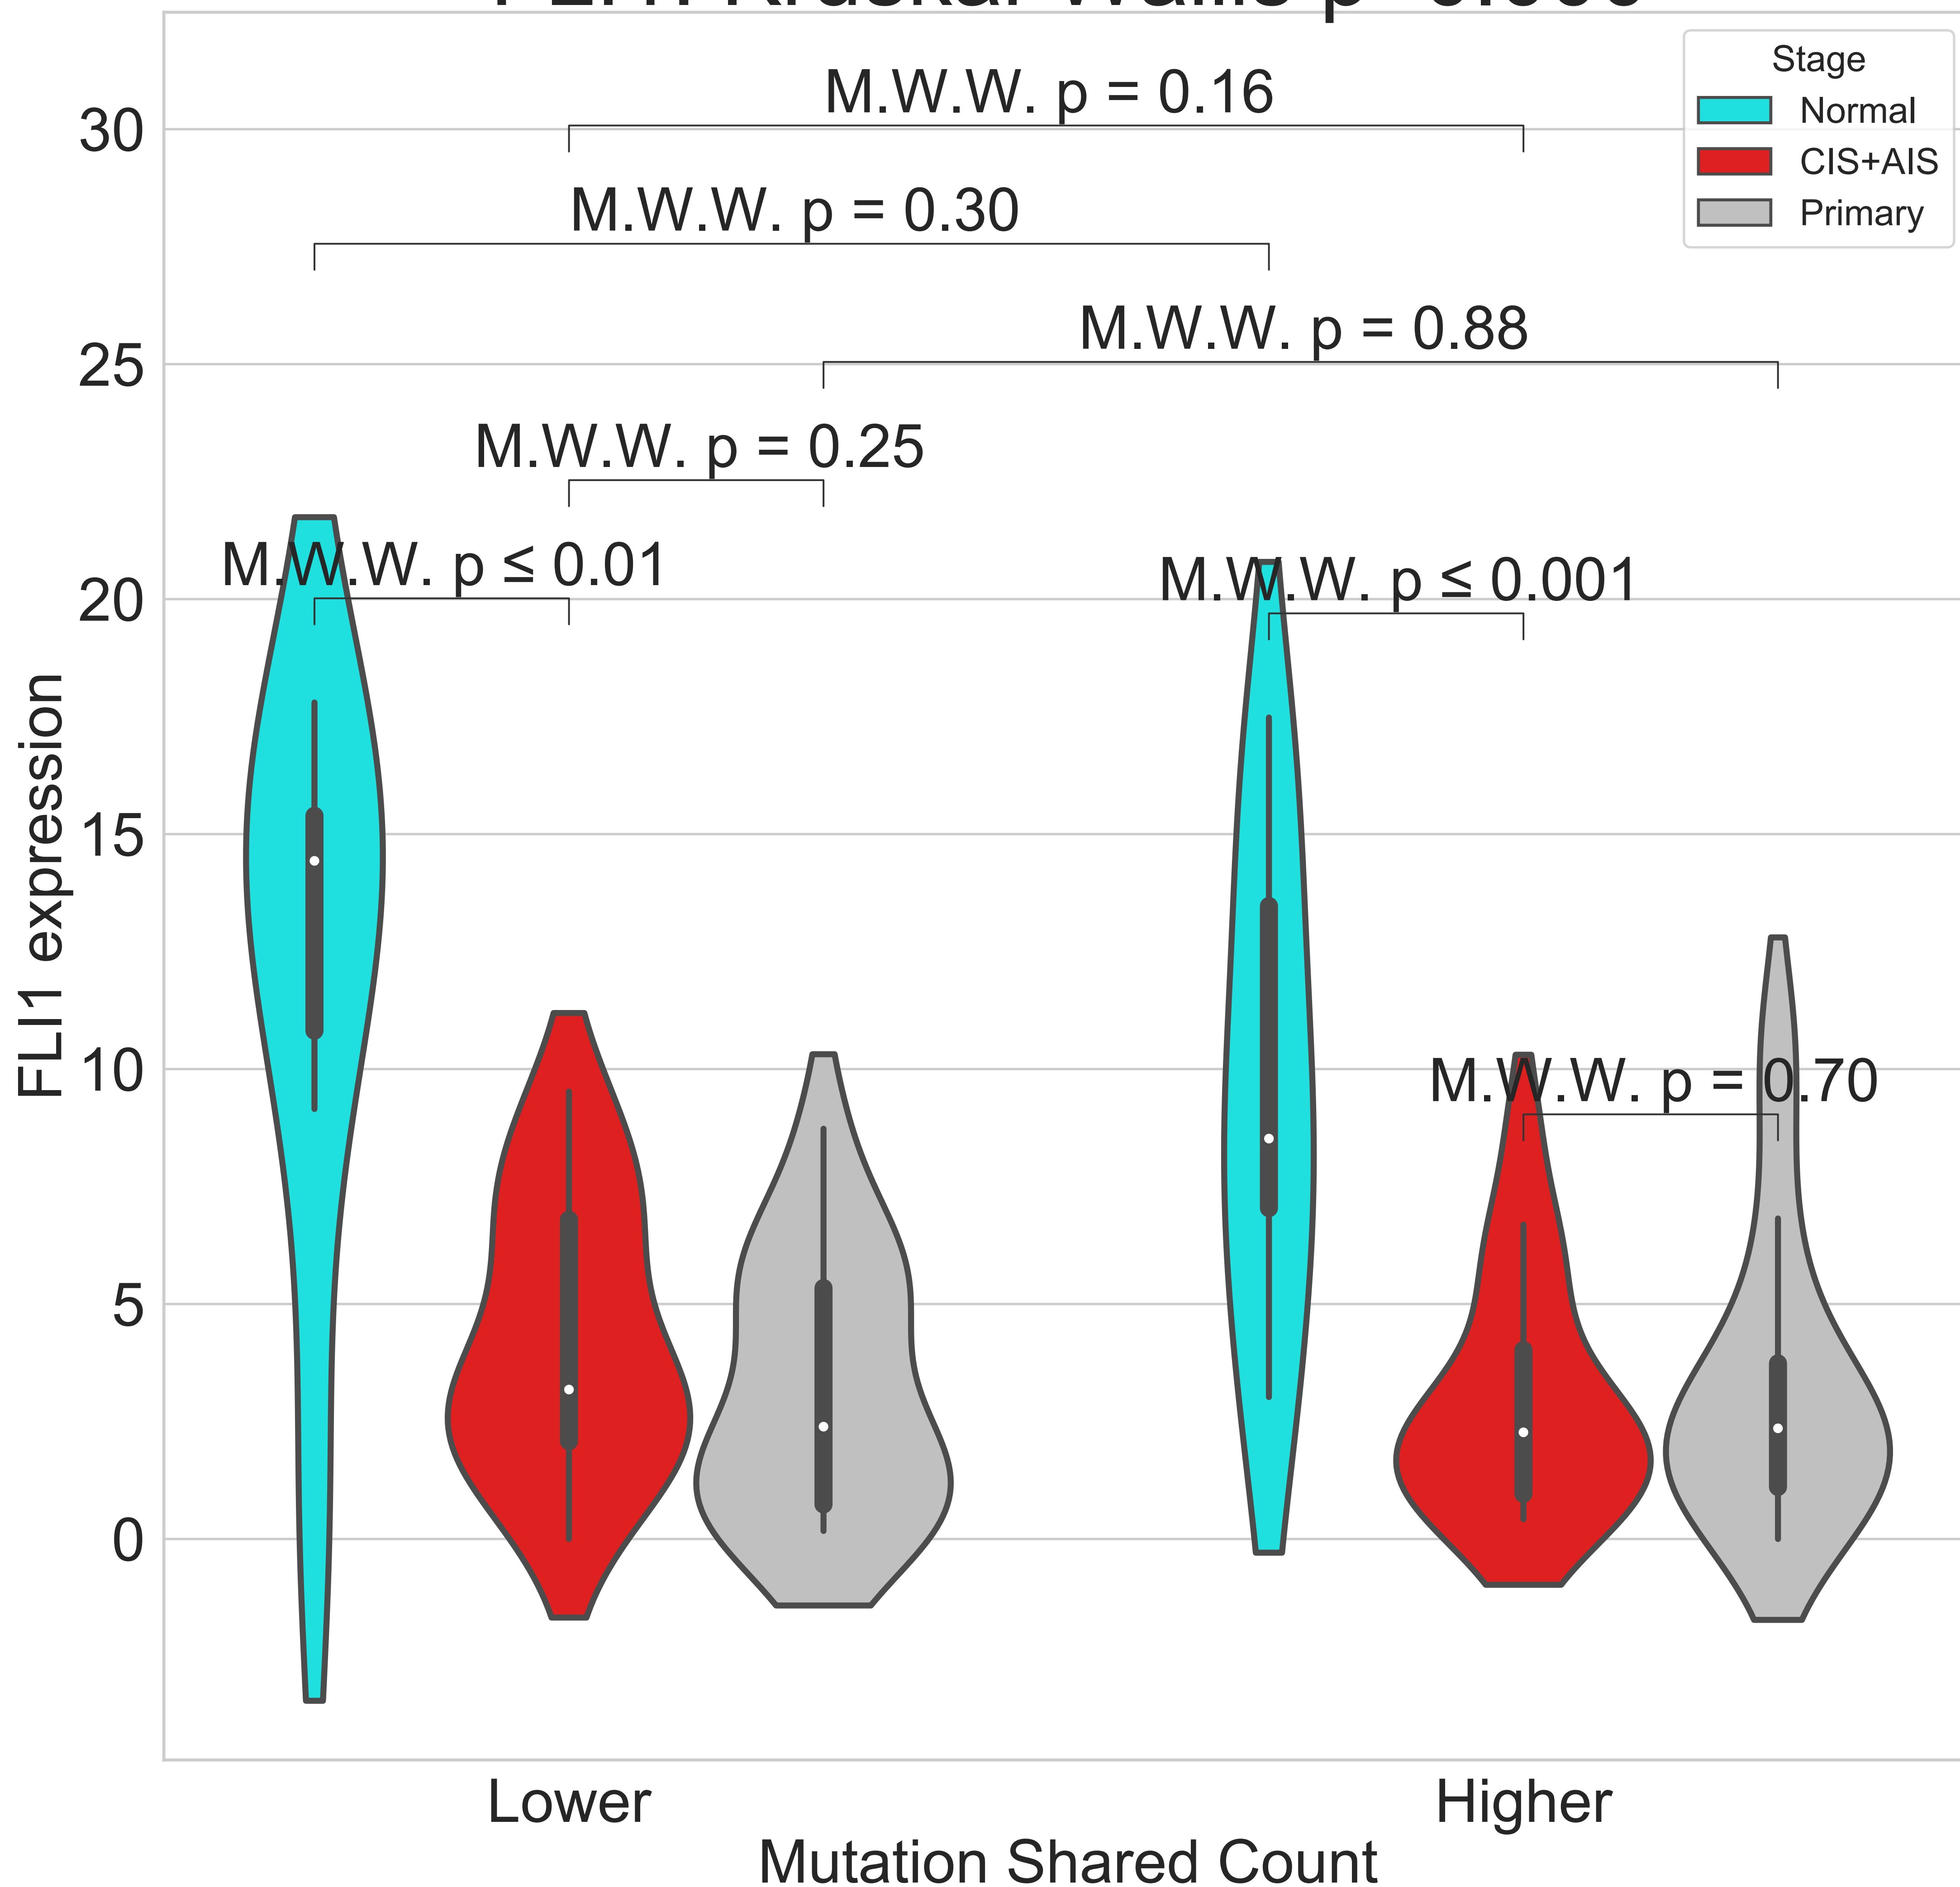 M.W.W. p = 0.16
M.W.W. p = 0.30
M.W.W. p = 0.88
M.W.W. p = 0.25
M.W.W. p ≤ 0.01
M.W.W. p ≤ 0.001
M.W.W. p = 0.70
Stage
Normal
CIS+AIS
Primary
30
25
20
15
10
5
0
FLI1 expression
Lower
Higher
Mutation Shared Count